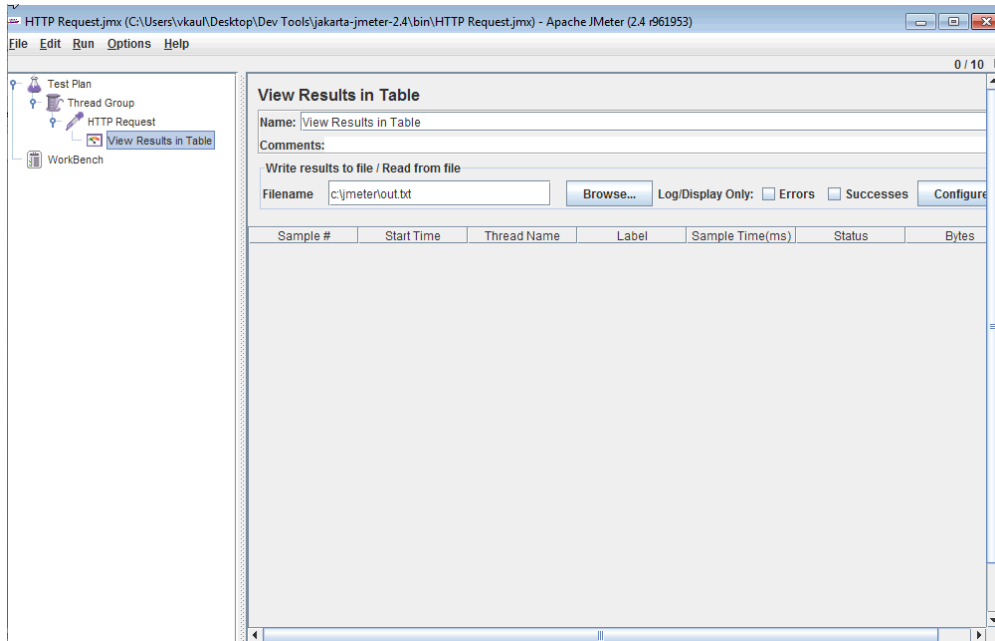 HTTP Request.jmx (C:\Users\vkaul\Desktop\Dev Tools\jakarta-jmeter-2.4\bin\HTTP Request.jmx) - Apache JMeter (2.4 r961953)
File Edit Run Options Help
0 / 10
Test Plan
Thread Group
HTTP Request
View Results in Table
WorkBench
View Results in Table
Name: View Results in Table
Comments:
Write results to file / Read from file
Filename c:\jmeter\out.txt Browse... Log/Display Only: Errors Successes Configure
Sample # Start Time Thread Name Label Sample Time(ms) Status Bytes